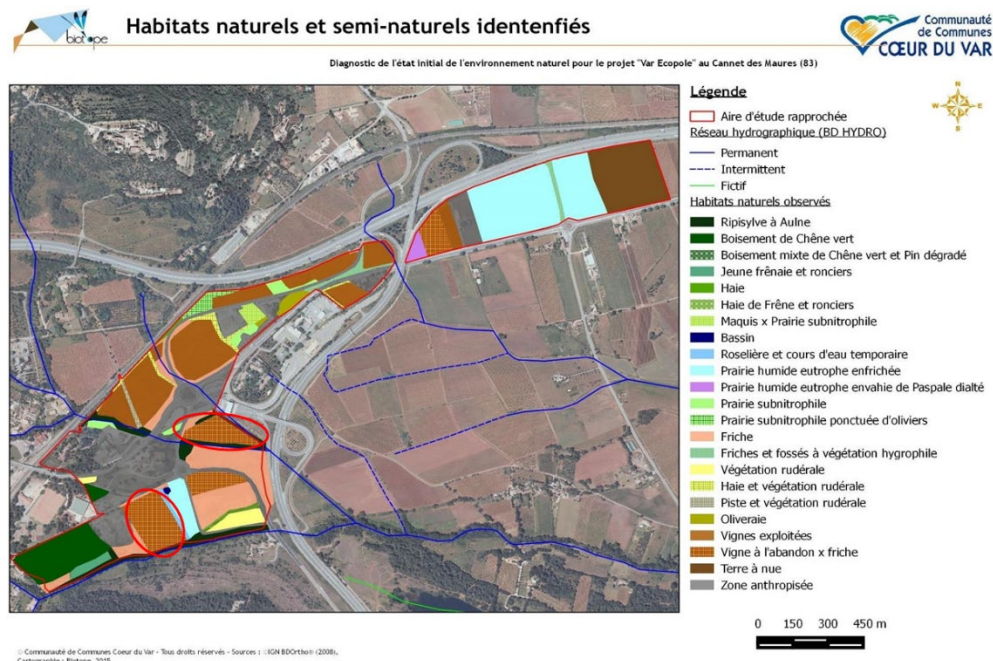 biotope
Habitats naturels et semi-naturels identenfiés
Communauté
de Communes
CŒUR DU VAR
Diagnostic de l'état initial de l'environnement naturel pour le projet "Var Ecopole" au Cannet des Maures (83)
Légende
N
W
E
S
Aire d'étude rapprochée
Réseau hydrographique (BD HYDRO)
Permanent
Intermittent
Fictif
Habitats naturels observés
Ripisylve à Aulne
Boisement de Chêne vert
Boisement mixte de Chêne vert et Pin dégradé
Jeune frênaie et ronciers
Haie
Haie de Frêne et ronciers
Maquis x Prairie subnitrophile
Bassin
Roselière et cours d'eau temporaire
Prairie humide eutrophe enfrichée
Prairie humide eutrophe envahie de Paspale dialté
Prairie subnitrophile
Prairie subnitrophile ponctuée d'oliviers
Friche
Friches et fossés à végétation hygrophile
Végétation rudérale
Haie et végétation rudérale
Piste et végétation rudérale
Oliveraie
Vignes exploitées
Vigne à l'abandon x friche
Terre à nue
Zone anthropisée
0 150 300 450 m
© Communauté de Communes Coeur du Var - Tous droits réservés - Sources : ©IGN BDOrtho® (2008),
Cartographie : Biotope, 2015